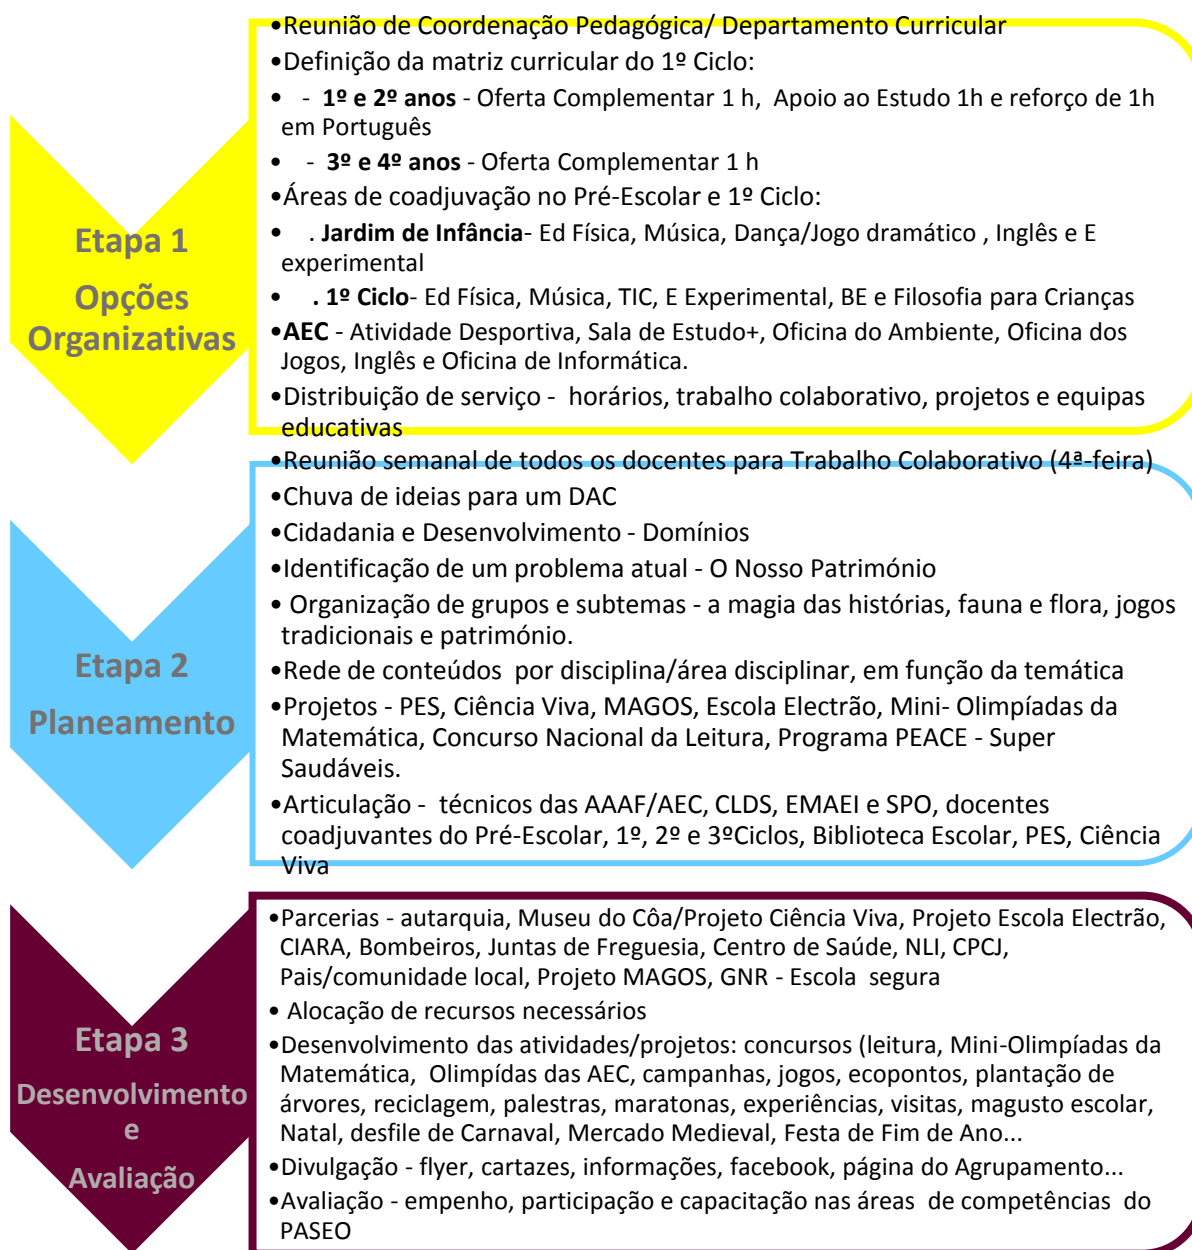 •Reunião de Coordenação Pedagógica/ Departamento Curricular
•Definição da matriz curricular do 1º Ciclo:
• - 1º e 2º anos - Oferta Complementar 1 h, Apoio ao Estudo 1h e reforço de 1h
em Português
• - 3º e 4º anos - Oferta Complementar 1 h
•Áreas de coadjuvação no Pré-Escolar e 1º Ciclo:
• . Jardim de Infância- Ed Física, Música, Dança/Jogo dramático , Inglês e E
experimental
• . 1º Ciclo- Ed Física, Música, TIC, E Experimental, BE e Filosofia para Crianças
•AEC - Atividade Desportiva, Sala de Estudo+, Oficina do Ambiente, Oficina dos
Jogos, Inglês e Oficina de Informática.
•Distribuição de serviço - horários, trabalho colaborativo, projetos e equipas
educativas
Etapa 1
Opções
Organizativas
•Reunião semanal de todos os docentes para Trabalho Colaborativo (4ª-feira)
•Chuva de ideias para um DAC
•Cidadania e Desenvolvimento - Domínios
•Identificação de um problema atual - O Nosso Património
• Organização de grupos e subtemas - a magia das histórias, fauna e flora, jogos
tradicionais e património.
•Rede de conteúdos por disciplina/área disciplinar, em função da temática
•Projetos - PES, Ciência Viva, MAGOS, Escola Electrão, Mini- Olimpíadas da
Matemática, Concurso Nacional da Leitura, Programa PEACE - Super
Saudáveis.
•Articulação - técnicos das AAAF/AEC, CLDS, EMAEI e SPO, docentes
coadjuvantes do Pré-Escolar, 1º, 2º e 3ºCiclos, Biblioteca Escolar, PES, Ciência
Viva
Etapa 2
Planeamento
•Parcerias - autarquia, Museu do Côa/Projeto Ciência Viva, Projeto Escola Electrão,
CIARA, Bombeiros, Juntas de Freguesia, Centro de Saúde, NLI, CPCJ,
Pais/comunidade local, Projeto MAGOS, GNR - Escola segura
• Alocação de recursos necessários
•Desenvolvimento das atividades/projetos: concursos (leitura, Mini-Olimpíadas da
Matemática, Olimpídas das AEC, campanhas, jogos, ecopontos, plantação de
árvores, reciclagem, palestras, maratonas, experiências, visitas, magusto escolar,
Natal, desfile de Carnaval, Mercado Medieval, Festa de Fim de Ano...
•Divulgação - flyer, cartazes, informações, facebook, página do Agrupamento...
•Avaliação - empenho, participação e capacitação nas áreas de competências do
PASEO
Etapa 3
Desenvolvimento
e
Avaliação